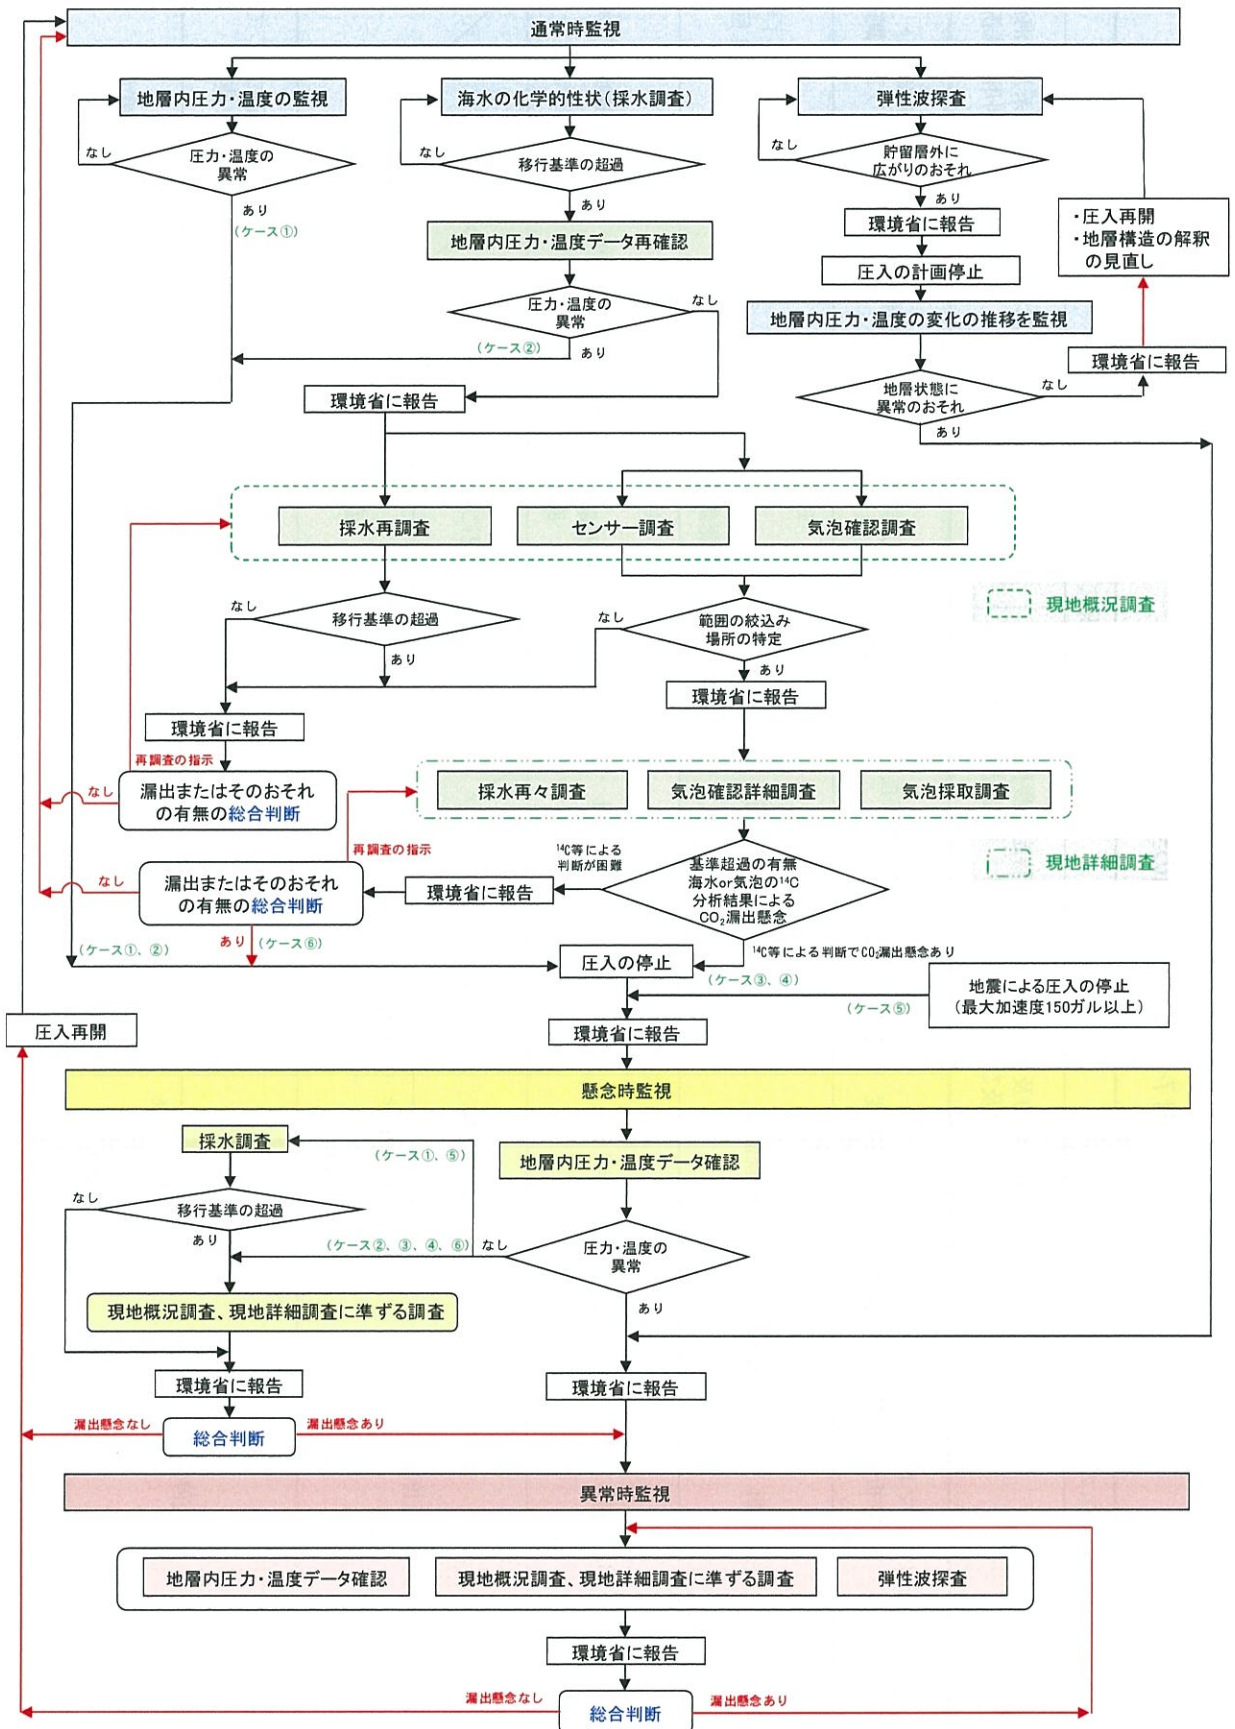 通常時監視
地層内圧力・温度の監視
海水の化学的性状(採水調査)
弾性波探査
なし
圧力・温度の
異常
なし
移行基準の超過
なし
貯留層外に
広がりのおそれ
あり
(ケース①)
あり
あり
地層内圧力・温度データ再確認
環境省に報告
・圧入再開
・地層構造の解釈
の見直し
圧入の計画停止
圧力・温度の
異常
なし
地層内圧力・温度の変化の推移を監視
(ケース②)
あり
環境省に報告
環境省に報告
地層状態に
異常のおそれ
なし
あり
採水再調査
センサー調査
気泡確認調査
現地概況調査
なし
移行基準の超過
なし
範囲の絞込み
場所の特定
あり
あり
環境省に報告
環境省に報告
再調査の指示
なし
漏出またはそのおそれ
の有無の総合判断
採水再々調査
気泡確認詳細調査
気泡採取調査
再調査の指示
¹⁴C等による
判断が困難
基準超過の有無
海水or気泡の¹⁴C
分析結果による
CO₂漏出懸念
現地詳細調査
なし
漏出またはそのおそれ
の有無の総合判断
環境省に報告
あり
(ケース⑥)
(ケース①、②)
圧入の停止
¹⁴C等による判断でCO₂漏出懸念あり
(ケース③、④)
地震による圧入の停止
(最大加速度150ガル以上)
(ケース⑤)
圧入再開
環境省に報告
懸念時監視
採水調査
(ケース①、⑤)
地層内圧力・温度データ確認
なし
移行基準の超過
あり
(ケース②、③、④、⑥)
なし
圧力・温度の
異常
現地概況調査、現地詳細調査に準ずる調査
あり
環境省に報告
環境省に報告
漏出懸念なし
総合判断
漏出懸念あり
異常時監視
地層内圧力・温度データ確認
現地概況調査、現地詳細調査に準ずる調査
弾性波探査
環境省に報告
漏出懸念なし
総合判断
漏出懸念あり